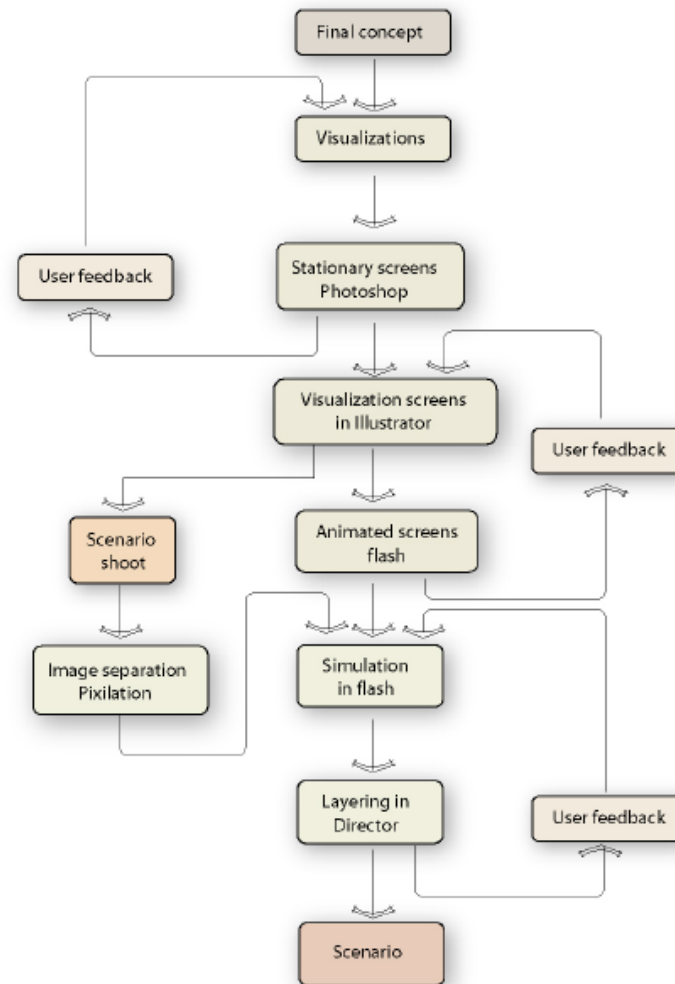 Final concept
Visualizations
User feedback
Stationary screens
Photoshop
Visualization screens
in Illustrator
User feedback
Scenario
shoot
Animated screens
flash
Image separation
Pixilation
Simulation
in flash
Layering in
Director
User feedback
Scenario